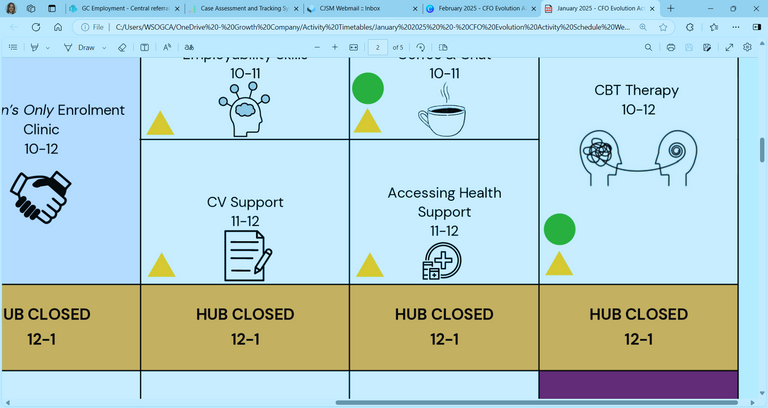 GC Employment - Central referra
Case Assessment and Tracking Sy
CJSM Webmail :: Inbox
February 2025 - CFO Evolution A
January 2025 - CFO Evolution Ac
File
C:/Users/WSOGCA/OneDrive%20-%20Growth%20Company/Activity%20Timetables/January%202025%20%20-%20CFO%20Evolution%20Activity%20Schedule%20We...
Draw
2 of 5
Employability Skills
10-11
Coffee & Chat
10-11
CBT Therapy
10-12
n's Only Enrolment
Clinic
10-12
CV Support
11-12
Accessing Health
Support
11-12
UB CLOSED
12-1
HUB CLOSED
12-1
HUB CLOSED
12-1
HUB CLOSED
12-1